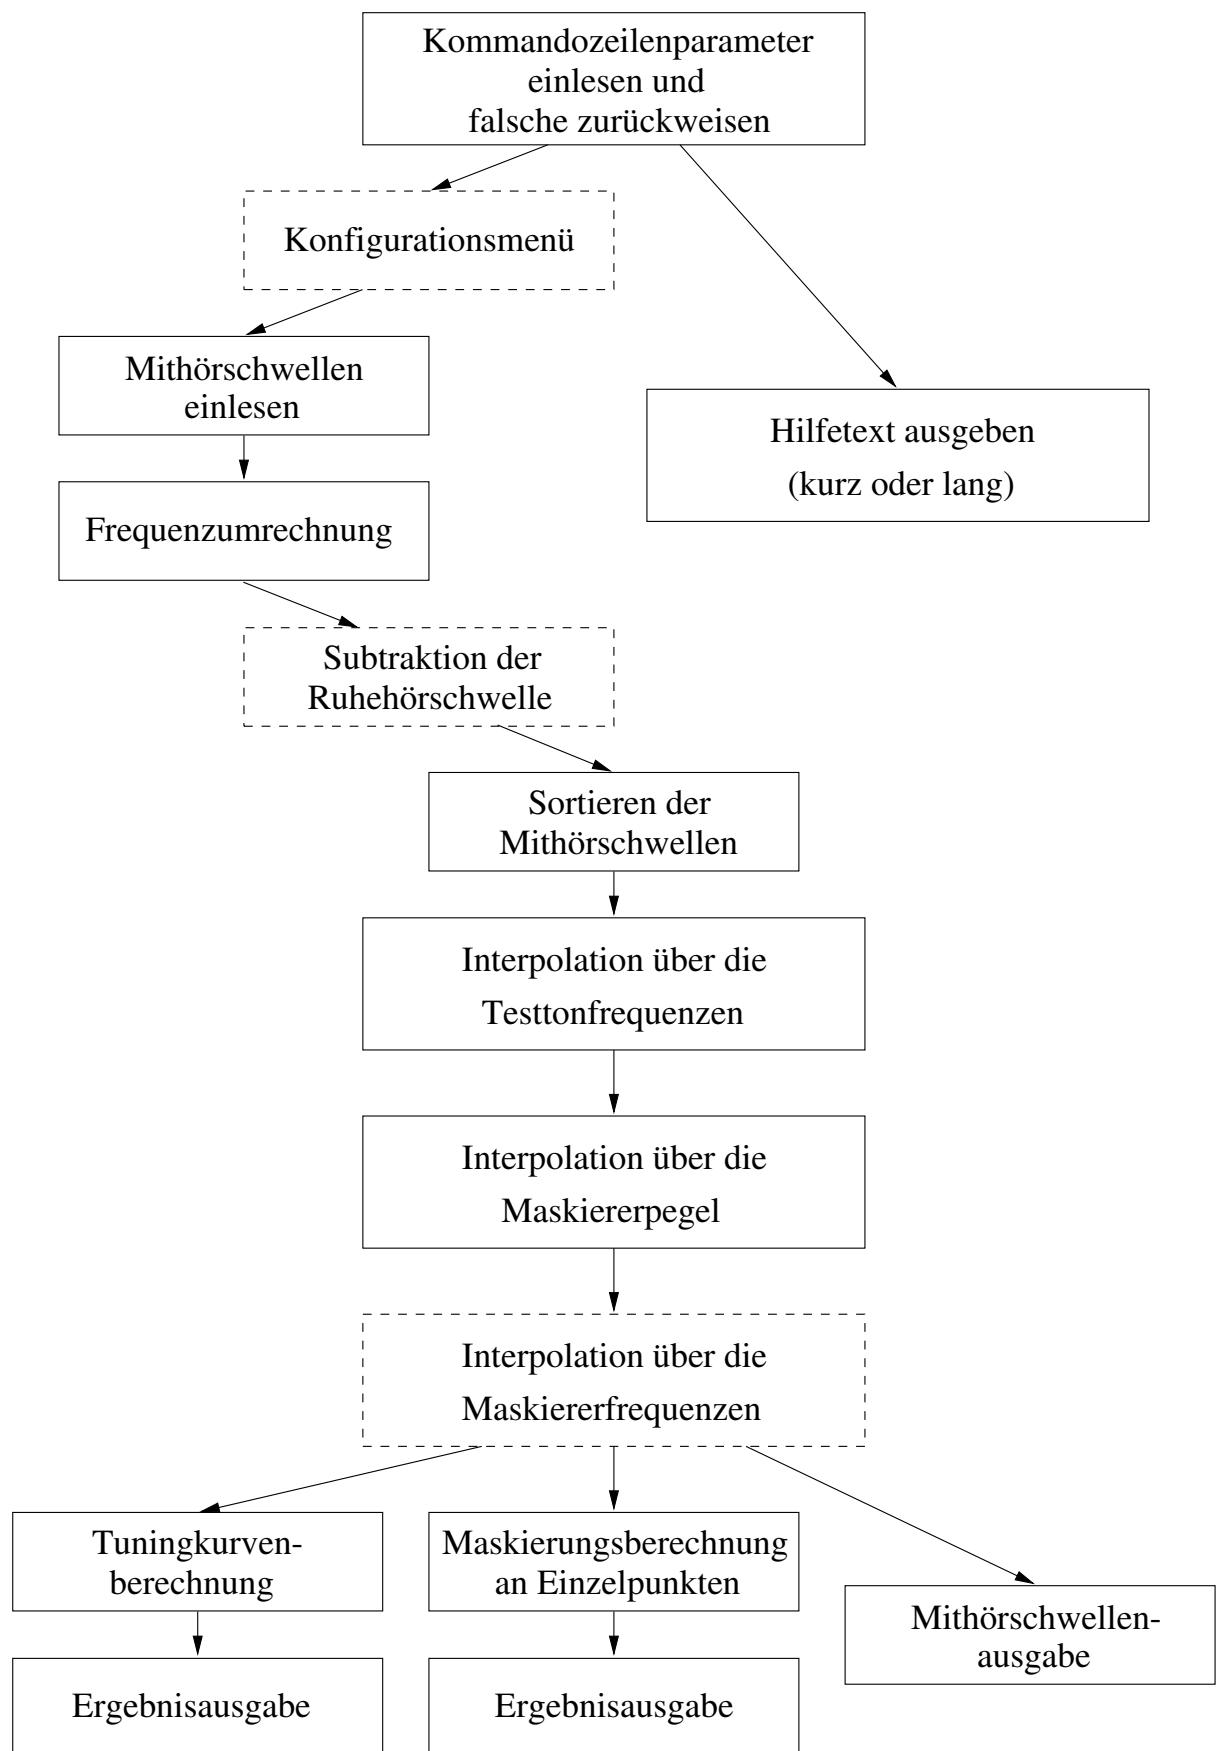 Kommandozeilenparameter
einlesen und
falsche zurückweisen
Konfigurationsmenü
Mithörschwellen
einlesen
Hilfetext ausgeben
(kurz oder lang)
Frequenzumrechnung
Subtraktion der
Ruhehörschwelle
Sortieren der
Mithörschwellen
Interpolation über die
Testtonfrequenzen
Interpolation über die
Maskiererpegel
Interpolation über die
Maskiererfrequenzen
Tuningkurven-
berechnung
Maskierungsberechnung
an Einzelpunkten
Mithörschwellen-
ausgabe
Ergebnisausgabe
Ergebnisausgabe